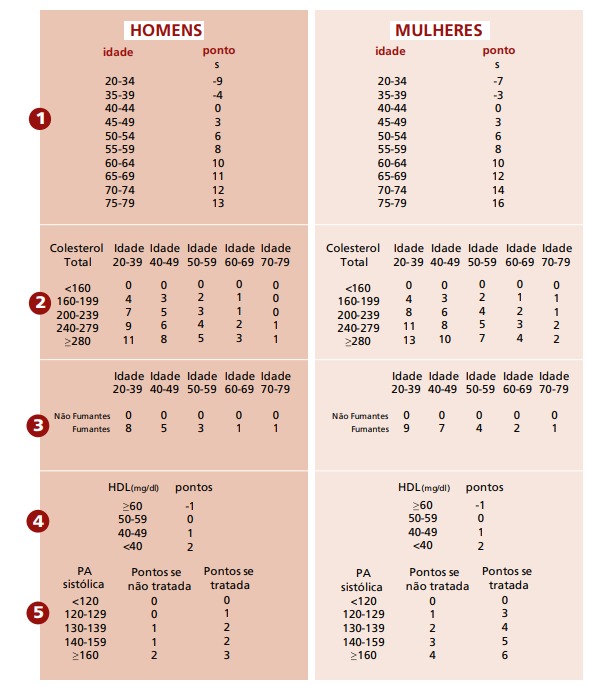 HOMENS
idade ponto
s
20-34 -9
35-39 -4
40-44 0
45-49 3
50-54 6
55-59 8
60-64 10
65-69 11
70-74 12
75-79 13
MULHERES
idade ponto
s
20-34 -7
35-39 -3
40-44 0
45-49 3
50-54 6
55-59 8
60-64 10
65-69 12
70-74 14
75-79 16
1
Colesterol Idade Idade Idade Idade Idade
Total 20-39 40-49 50-59 60-69 70-79
<160 0 0 0 0 0
160-199 4 3 2 1 0
200-239 7 5 3 1 0
240-279 9 6 4 2 1
≥280 11 8 5 3 1
Colesterol Idade Idade Idade Idade Idade
Total 20-39 40-49 50-59 60-69 70-79
<160 0 0 0 0 0
160-199 4 3 2 1 1
200-239 8 6 4 2 1
240-279 11 8 5 3 2
≥280 13 10 7 4 2
2
Idade Idade Idade Idade Idade
20-39 40-49 50-59 60-69 70-79
Não Fumantes 0 0 0 0 0
Fumantes 8 5 3 1 1
Idade Idade Idade Idade Idade
20-39 40-49 50-59 60-69 70-79
Não Fumantes 0 0 0 0 0
Fumantes 9 7 4 2 1
3
HDL(mg/dl) pontos
≥60 -1
50-59 0
40-49 1
<40 2
HDL(mg/dl) pontos
≥60 -1
50-59 0
40-49 1
<40 2
4
PA Pontos se Pontos se
sistólica não tratada tratada
<120 0 0
120-129 0 1
130-139 1 2
140-159 1 2
≥160 2 3
PA Pontos se Pontos se
sistólica não tratada tratada
<120 0 0
120-129 1 3
130-139 2 4
140-159 3 5
≥160 4 6
5